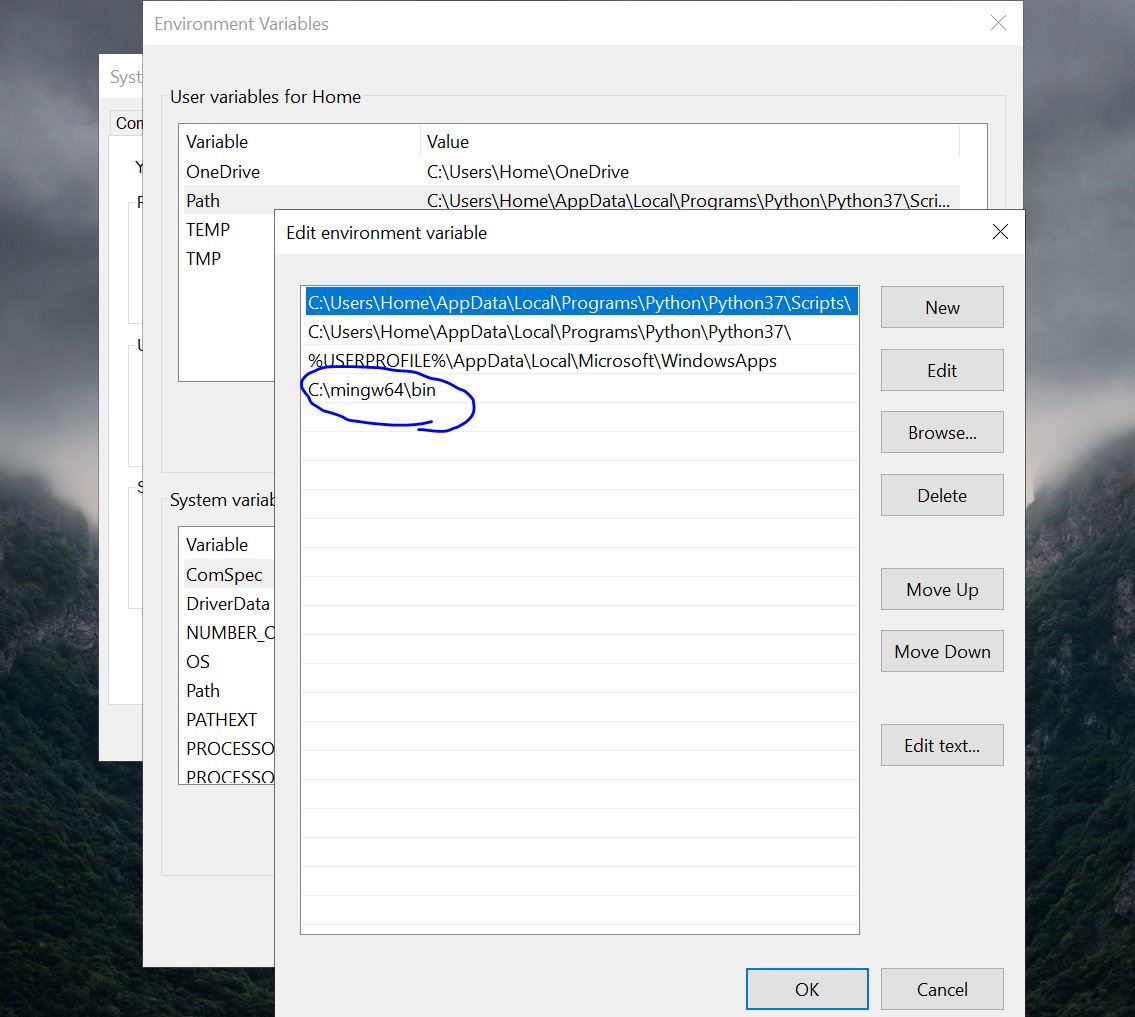 Environment Variables
Syst
Com
User variables for Home
Variable Value
OneDrive C:\Users\Home\OneDrive
Path C:\Users\Home\AppData\Local\Programs\Python\Python37\Scri...
TEMP
TMP
Edit environment variable
C:\Users\Home\AppData\Local\Programs\Python\Python37\Scripts\
C:\Users\Home\AppData\Local\Programs\Python\Python37\
%USERPROFILE%\AppData\Local\Microsoft\WindowsApps
C:\mingw64\bin
New
Edit
Browse...
Delete
Move Up
Move Down
Edit text...
System variab
Variable
ComSpec
DriverData
NUMBER_O
OS
Path
PATHEXT
PROCESSO
PROCESSO
OK
Cancel